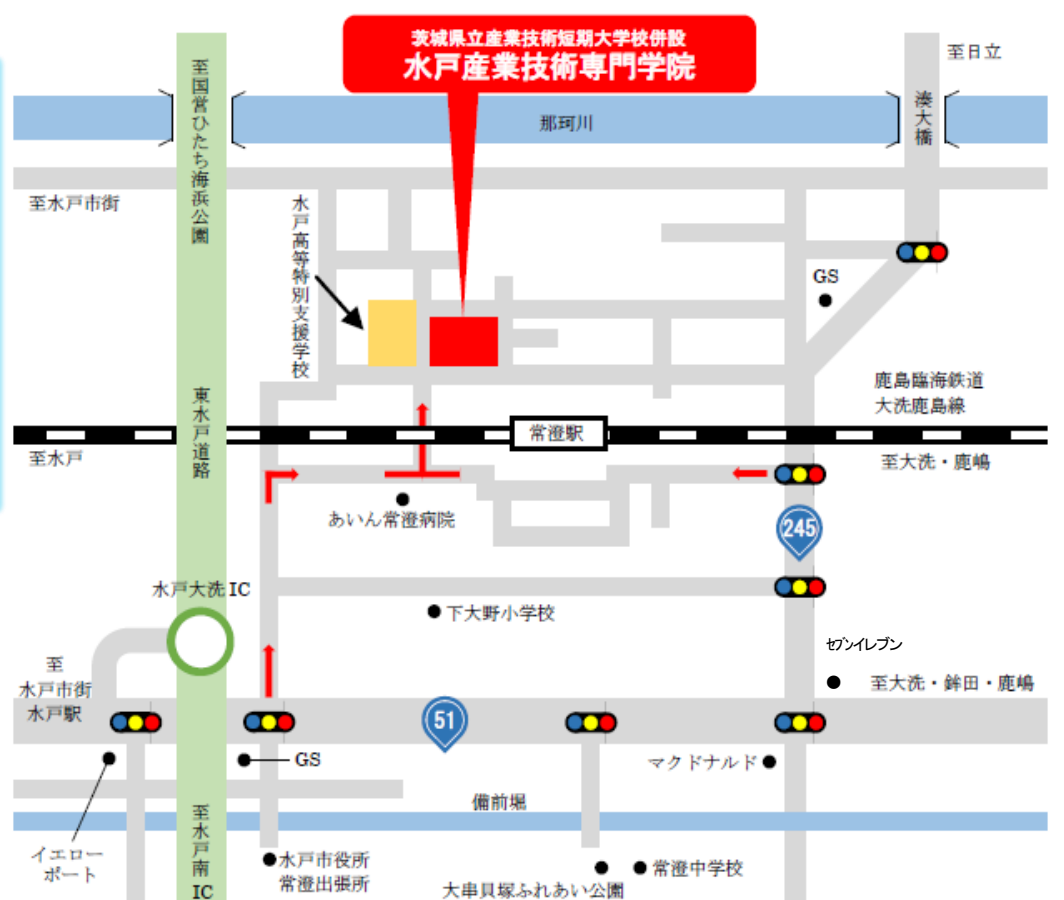 茨城県立産業技術短期大学校併設
水戸産業技術専門学院
至日立
至国営ひたち海浜公園
湊大橋
那珂川
至水戸市街
水戸高等特別支援学校
GS
鹿島臨海鉄道
大洗鹿島線
東水戸道路
常澄駅
至水戸
至大洗・鹿嶋
あいん常澄病院
245
水戸大洗IC
下大野小学校
セブンイレブン
至
水戸市街
水戸駅
至大洗・鉾田・鹿嶋
51
GS
マクドナルド
備前堀
至水戸南IC
イエロー
ポート
水戸市役所
常澄出張所
常澄中学校
大串貝塚ふれあい公園